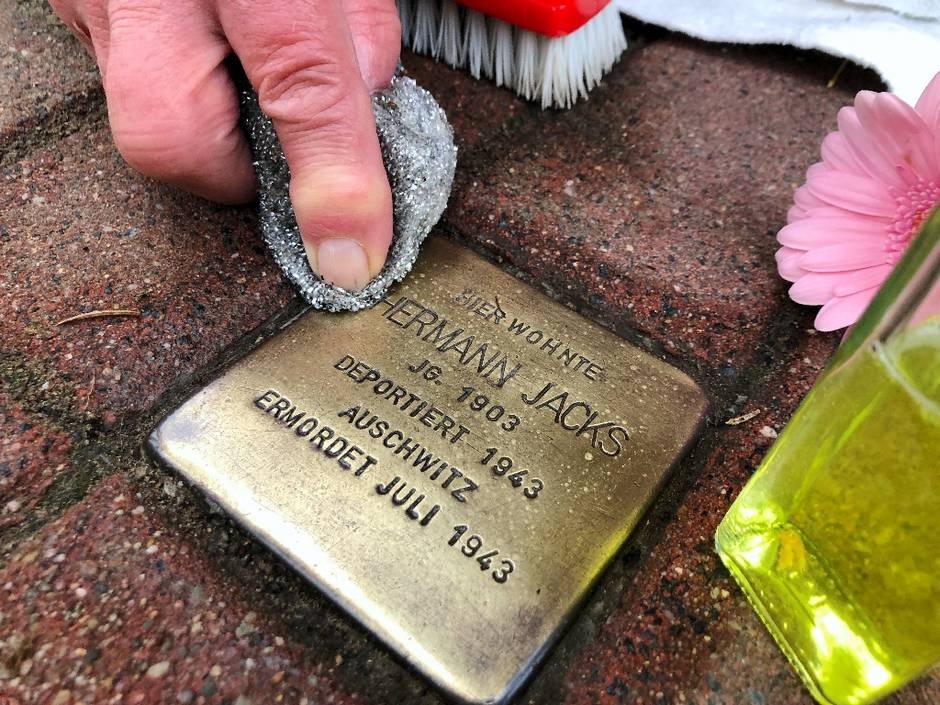 HIER WOHNTE
HERMANN JACKS
JG. 1903
DEPORTIERT 1943
AUSCHWITZ
ERMORDET JULI 1943